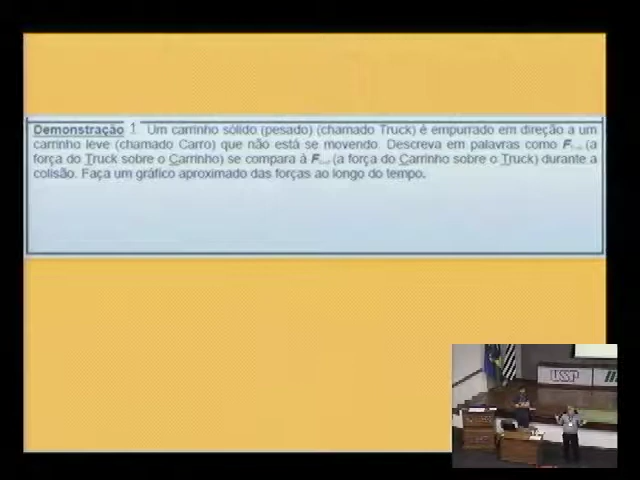 Demonstração 1 Um carrinho sólido (pesado) (chamado Truck) é empurrado em direção a um
carrinho leve (chamado Carro) que não está se movendo. Descreva em palavras como F (a
força do Truck sobre o Carrinho) se compara à F (a força do Carrinho sobre o Truck) durante a
colisão. Faça um gráfico aproximado das forças ao longo do tempo.
USP